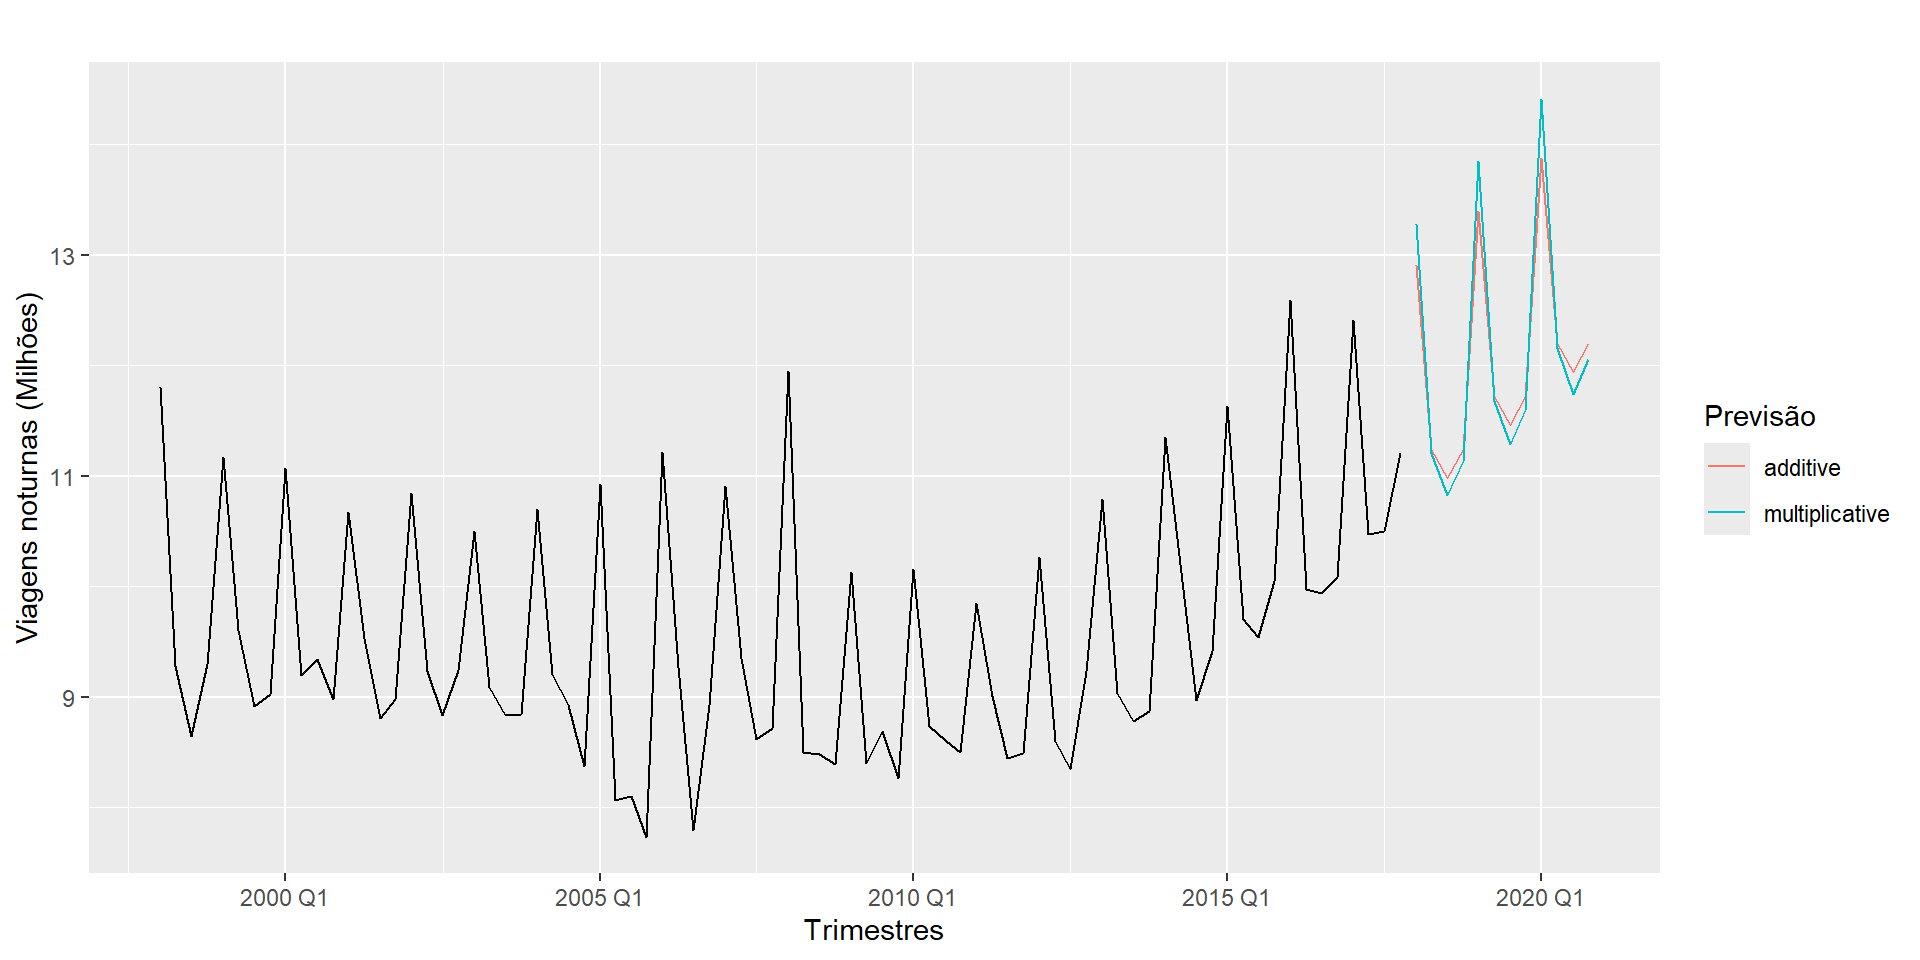 Viagens noturnas (Milhões)
13
11
9
2000 Q1
2005 Q1
2010 Q1
2015 Q1
2020 Q1
Trimestres
Previsão
additive
multiplicative